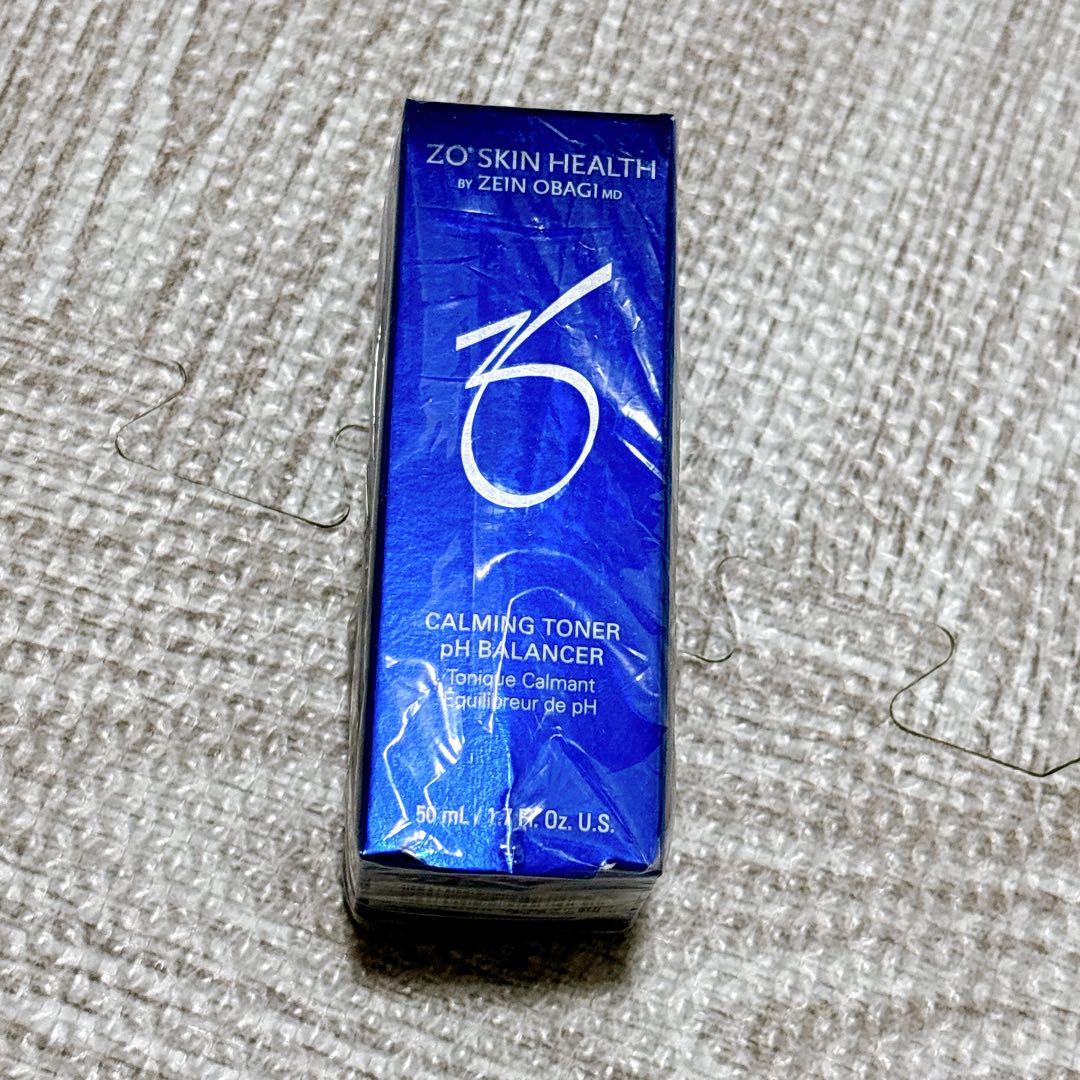 ZO® SKIN HEALTH
BY ZEIN OBAGI MD
ZO
CALMING TONER
pH BALANCER
Tonique Calmant
Équilibreur de pH
50 mL / 1.7 Fl. Oz. U.S.